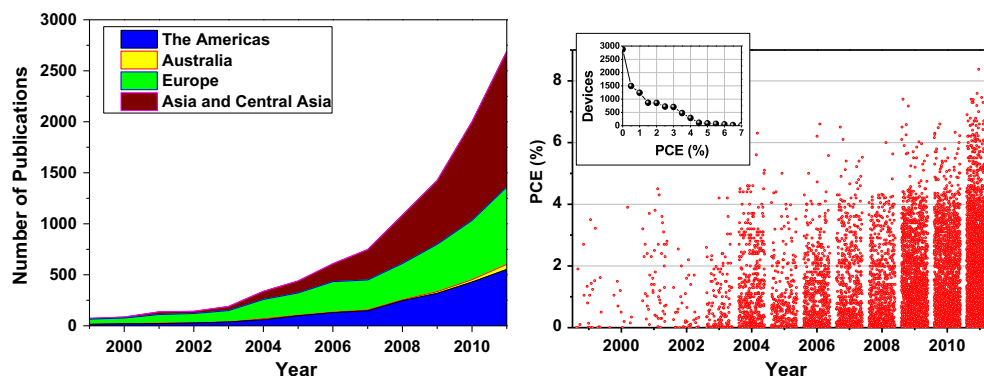 3000
2500
2000
1500
1000
500
0
Number of Publications
The Americas
Australia
Europe
Asia and Central Asia
2000 2002 2004 2006 2008 2010
Year
8
6
4
2
0
PCE (%)
3000
2500
2000
1500
1000
500
0
Devices
0 1 2 3 4 5 6 7
PCE (%)
2000 2002 2004 2006 2008 2010
Year